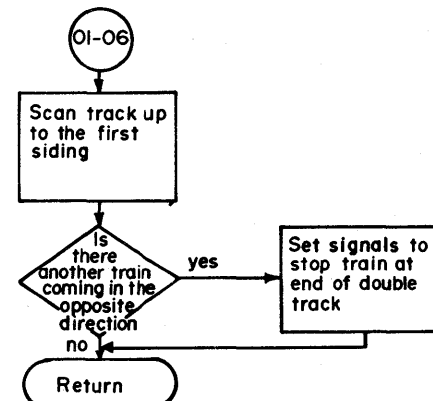 01-06
Scan track up
to the first
siding
Is
there
another train
coming in the
opposite
direction
yes
Set signals to
stop train at
end of double
track
no
Return